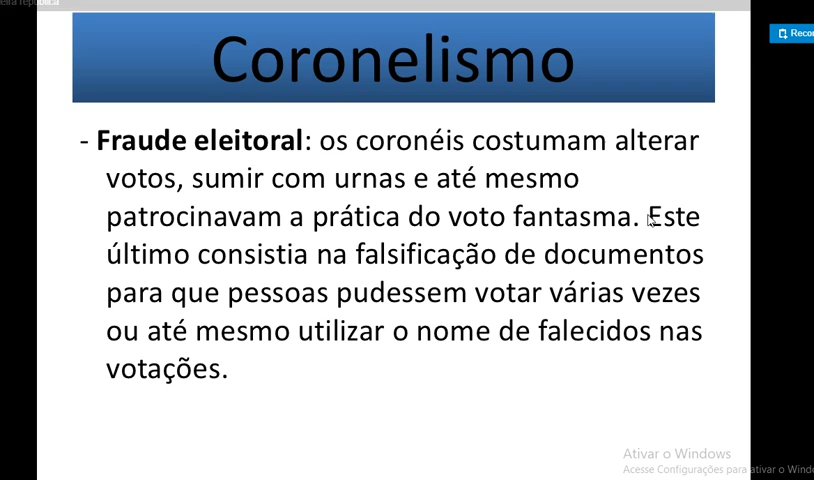 república
Coronelismo
- Fraude eleitoral: os coronéis costumam alterar
votos, sumir com urnas e até mesmo
patrocinavam a prática do voto fantasma. Este
último consistia na falsificação de documentos
para que pessoas pudessem votar várias vezes
ou até mesmo utilizar o nome de falecidos nas
votações.
Ativar o Windows
Acesse Configurações para ativar o